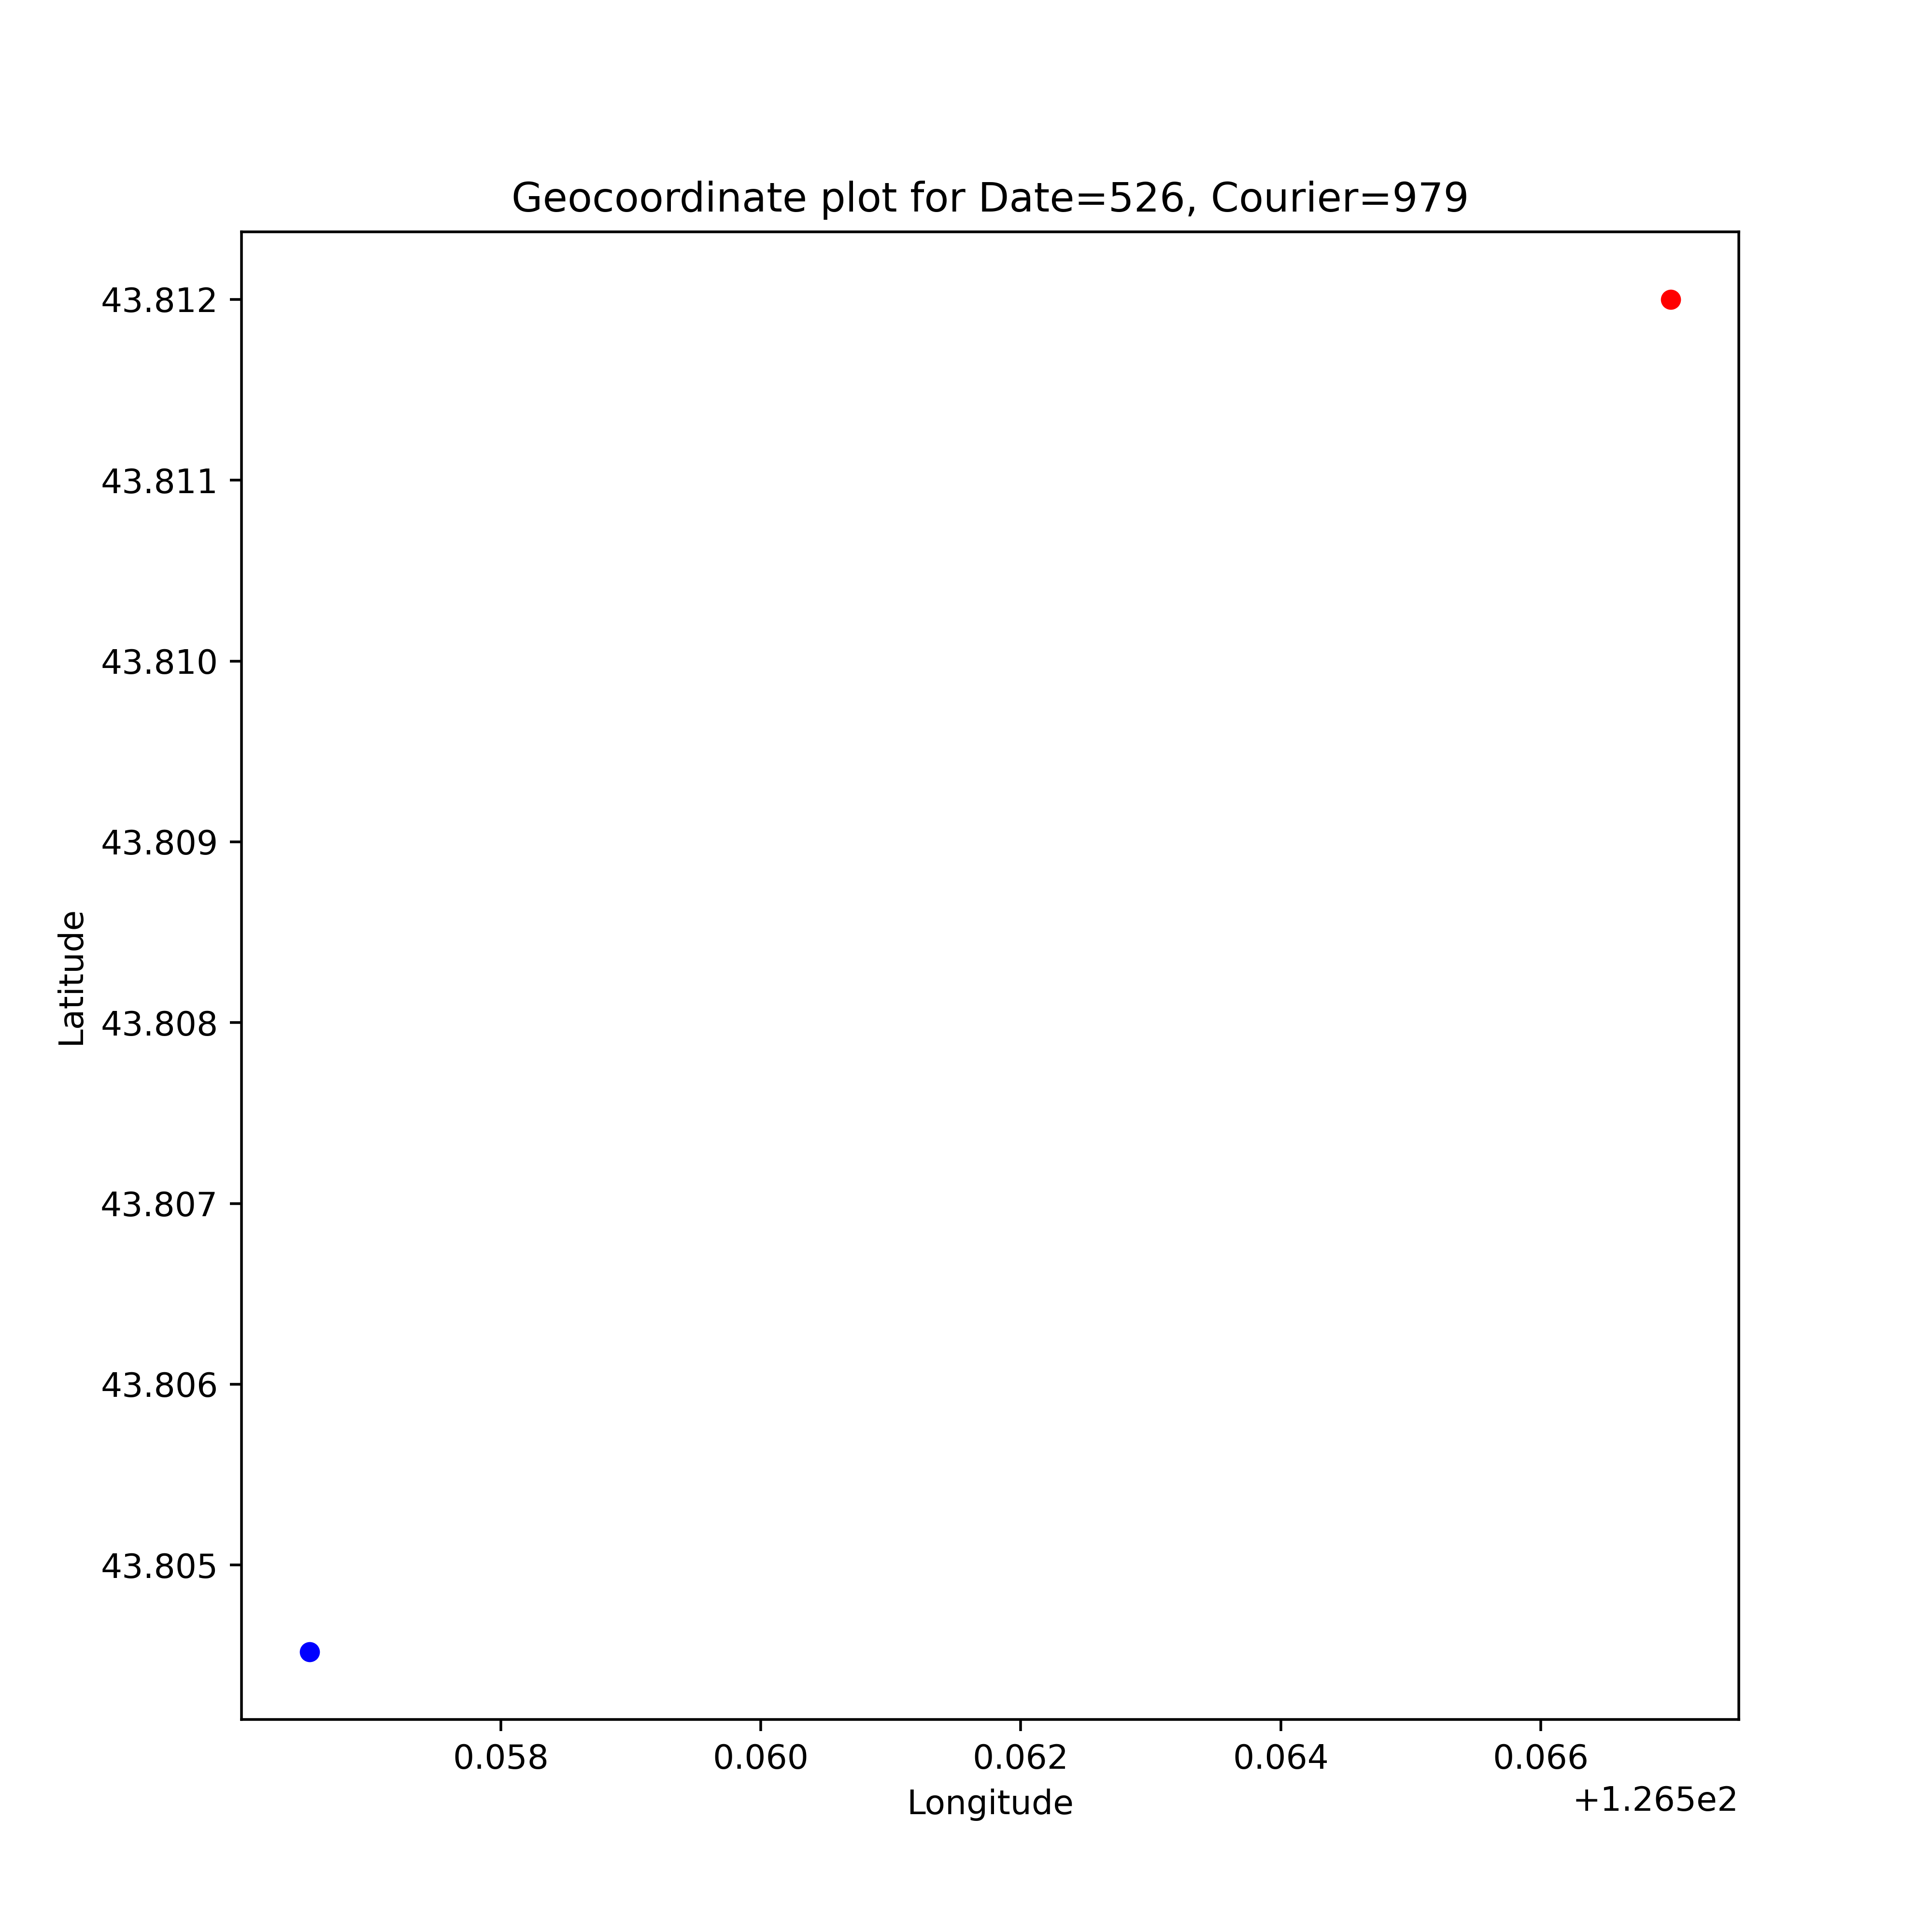 Geocoordinate plot for Date=526, Courier=979
43.812
43.811
43.810
43.809
43.808
43.807
43.806
43.805
Latitude
0.058 0.060 0.062 0.064 0.066
Longitude
+1.265e2